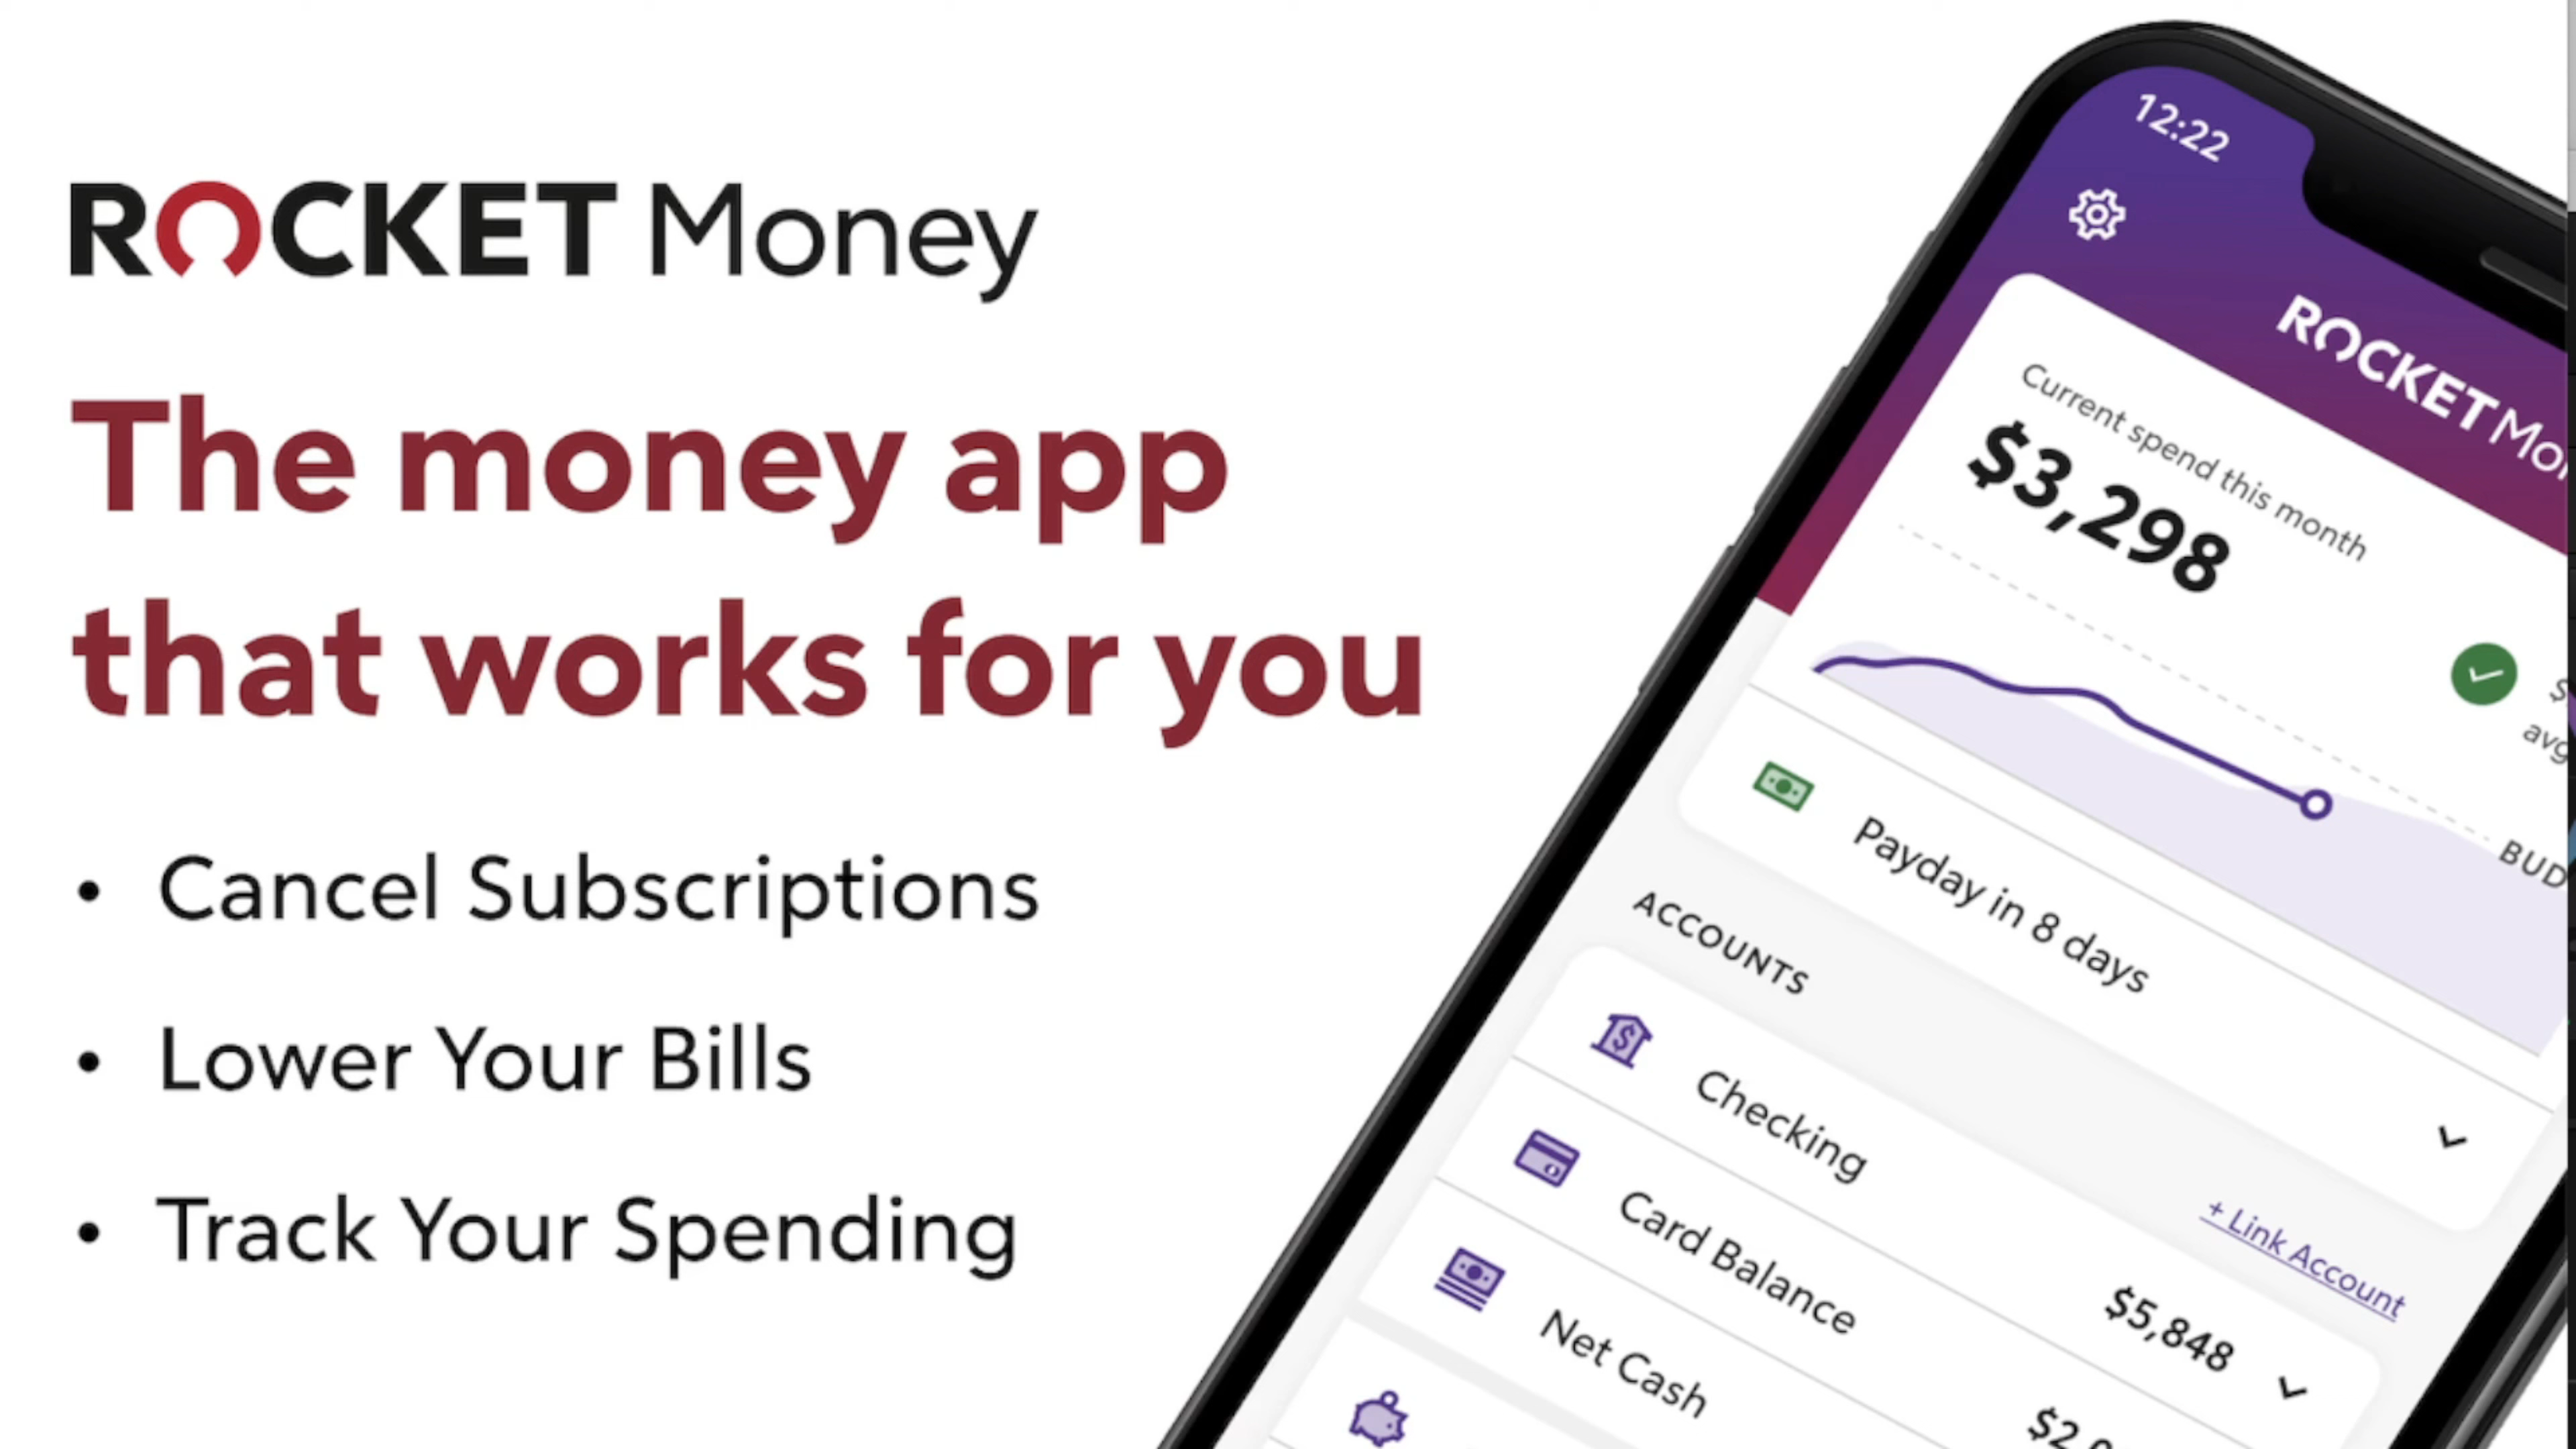 ROCKET Money
The money app
that works for you
• Cancel Subscriptions
• Lower Your Bills
• Track Your Spending
12:22
ROCKET
Current spend this month
$3,298
$
avg
Payday in 8 days
ACCOUNTS
+ Link Account
Checking
$5,848
Card Balance
Net Cash